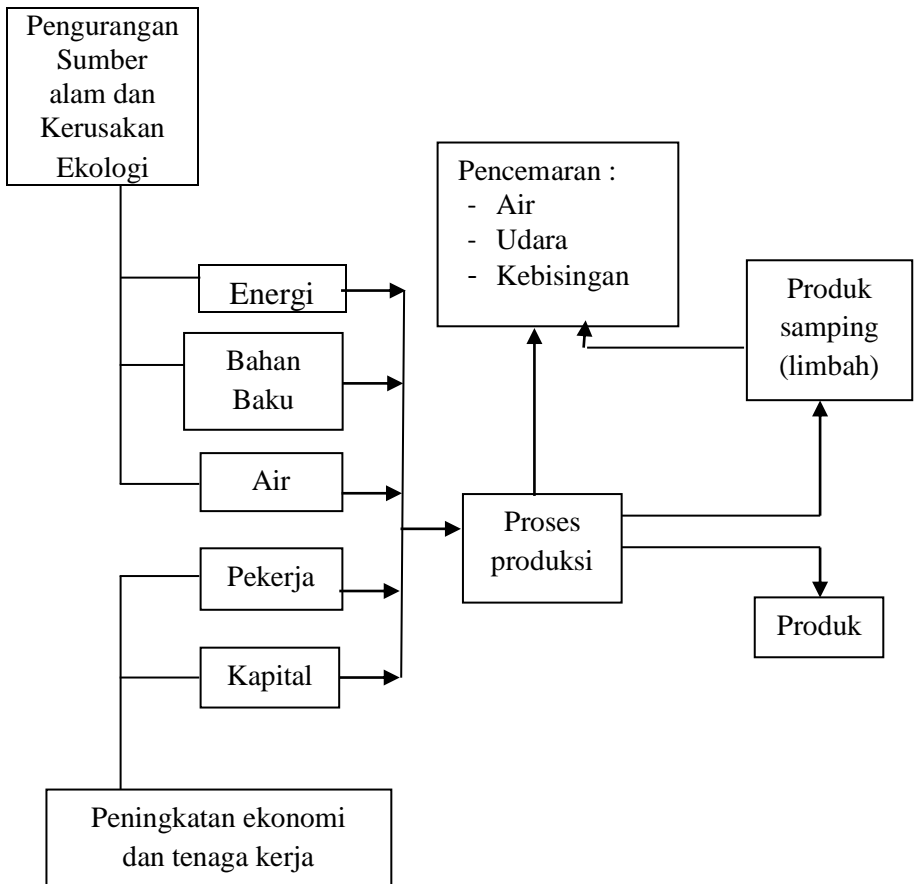 Pengurangan
Sumber
alam dan
Kerusakan
Ekologi
Pencemaran :
- Air
- Udara
- Kebisingan
Energi
Produk
samping
(limbah)
Bahan
Baku
Air
Proses
produksi
Pekerja
Produk
Kapital
Peningkatan ekonomi
dan tenaga kerja